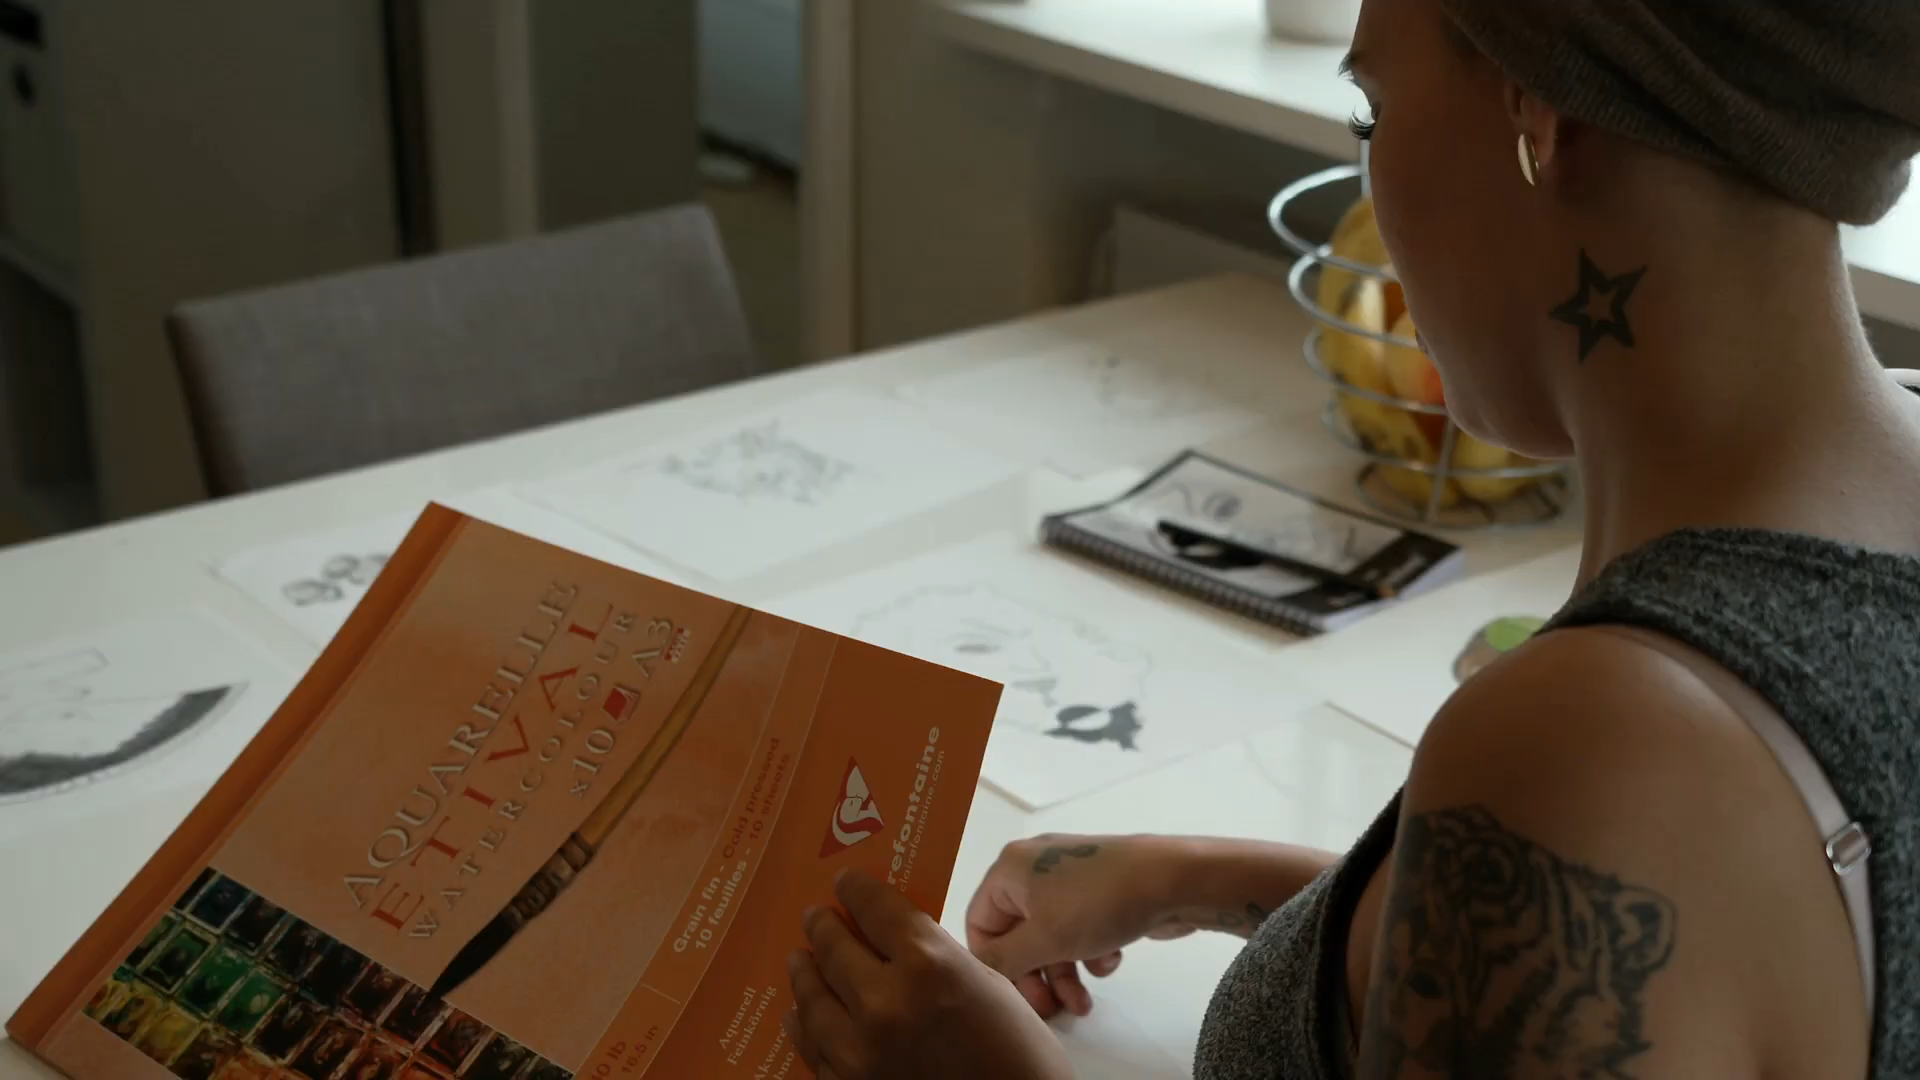 AQUARELLE
ETIVAL
WATERCOLOUR
x10 A3
Grain fin - Cold pressed
10 feuilles - 10 sheets
refontaine
clairefontaine.com
Aquarell
Feinkörnig